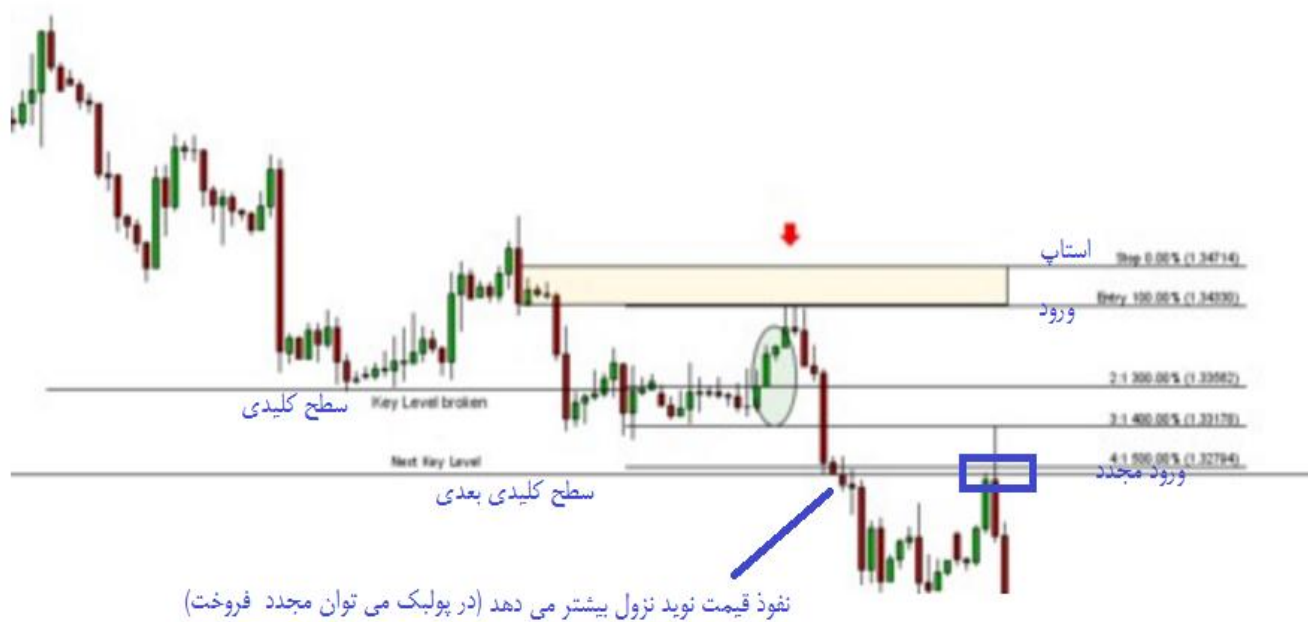 استاپ
Stop 0.00% (1.34714)
Entry 100.00% (1.34330)
ورود
2:1 300.00% (1.33562)
سطح کلیدی
Key Level broken
3:1 400.00% (1.33178)
Next Key Level
4:1 500.00% (1.32794)
ورود مجدد
سطح کلیدی بعدی
نفوذ قیمت نوید نزول بیشتر می دهد (در پولبک می توان مجدد فروخت)